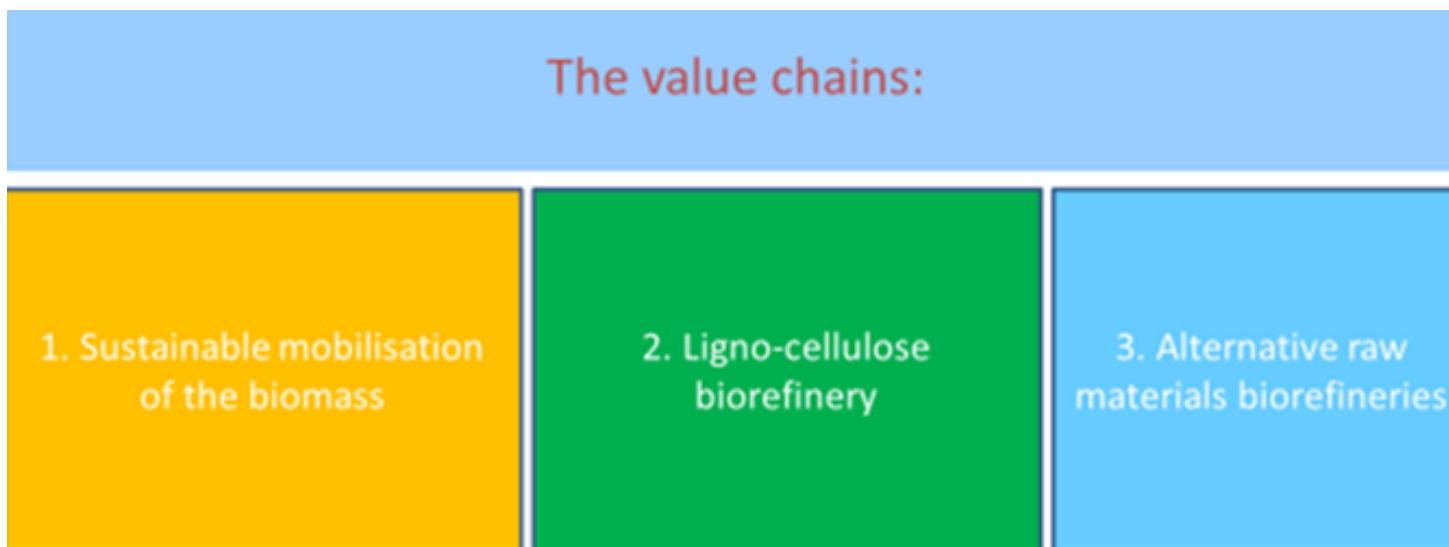 The value chains:
1. Sustainable mobilisation
of the biomass
2. Ligno-cellulose
biorefinery
3. Alternative raw
materials biorefineries